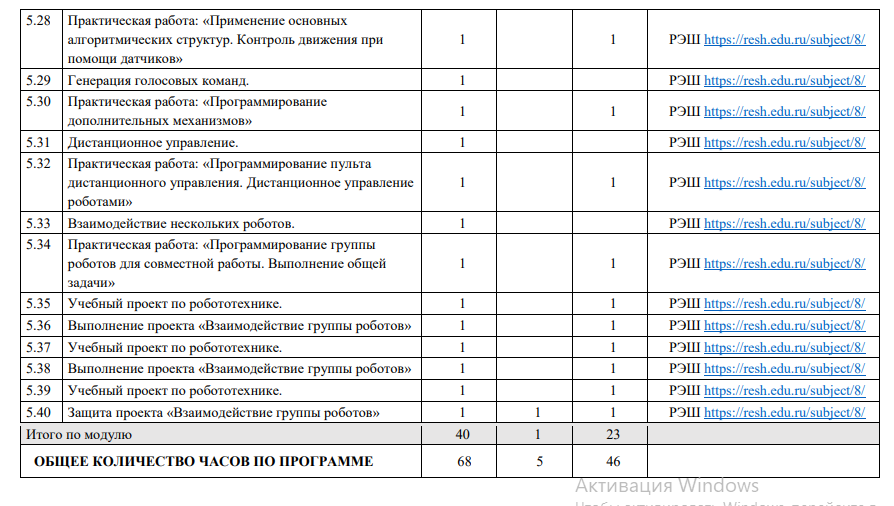 5.28 Практическая работа: «Применение основных
алгоритмических структур. Контроль движения при
помощи датчиков» 1 1 РЭШ https://resh.edu.ru/subject/8/
5.29 Генерация голосовых команд. 1 РЭШ https://resh.edu.ru/subject/8/
5.30 Практическая работа: «Программирование
дополнительных механизмов» 1 1 РЭШ https://resh.edu.ru/subject/8/
5.31 Дистанционное управление. 1 РЭШ https://resh.edu.ru/subject/8/
5.32 Практическая работа: «Программирование пульта
дистанционного управления. Дистанционное управление
роботами» 1 1 РЭШ https://resh.edu.ru/subject/8/
5.33 Взаимодействие нескольких роботов. 1 РЭШ https://resh.edu.ru/subject/8/
5.34 Практическая работа: «Программирование группы
роботов для совместной работы. Выполнение общей
задачи» 1 1 РЭШ https://resh.edu.ru/subject/8/
5.35 Учебный проект по робототехнике. 1 1 РЭШ https://resh.edu.ru/subject/8/
5.36 Выполнение проекта «Взаимодействие группы роботов» 1 1 РЭШ https://resh.edu.ru/subject/8/
5.37 Учебный проект по робототехнике. 1 1 РЭШ https://resh.edu.ru/subject/8/
5.38 Выполнение проекта «Взаимодействие группы роботов» 1 1 РЭШ https://resh.edu.ru/subject/8/
5.39 Учебный проект по робототехнике. 1 1 РЭШ https://resh.edu.ru/subject/8/
5.40 Защита проекта «Взаимодействие группы роботов» 1 1 1 РЭШ https://resh.edu.ru/subject/8/
Итого по модулю 40 1 23
ОБЩЕЕ КОЛИЧЕСТВО ЧАСОВ ПО ПРОГРАММЕ 68 5 46
Активация Windows